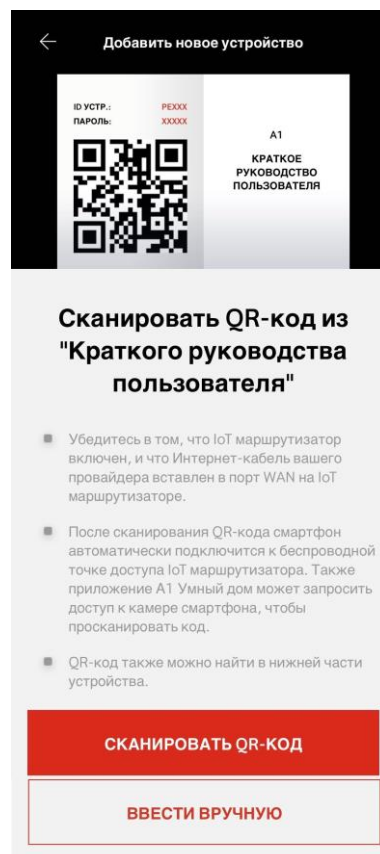 Добавить новое устройство
ID УСТР.: PEXXX
ПАРОЛЬ: XXXXX
A1
КРАТКОЕ
РУКОВОДСТВО
ПОЛЬЗОВАТЕЛЯ
Сканировать QR-код из
"Краткого руководства
пользователя"
Убедитесь в том, что IoT маршрутизатор
включен, и что Интернет-кабель вашего
провайдера вставлен в порт WAN на IoT
маршрутизаторе.
После сканирования QR-кода смартфон
автоматически подключится к беспроводной
точке доступа IoT маршрутизатора. Также
приложение А1 Умный дом может запросить
доступ к камере смартфона, чтобы
просканировать код.
QR-код также можно найти в нижней части
устройства.
СКАНИРОВАТЬ QR-КОД
ВВЕСТИ ВРУЧНУЮ